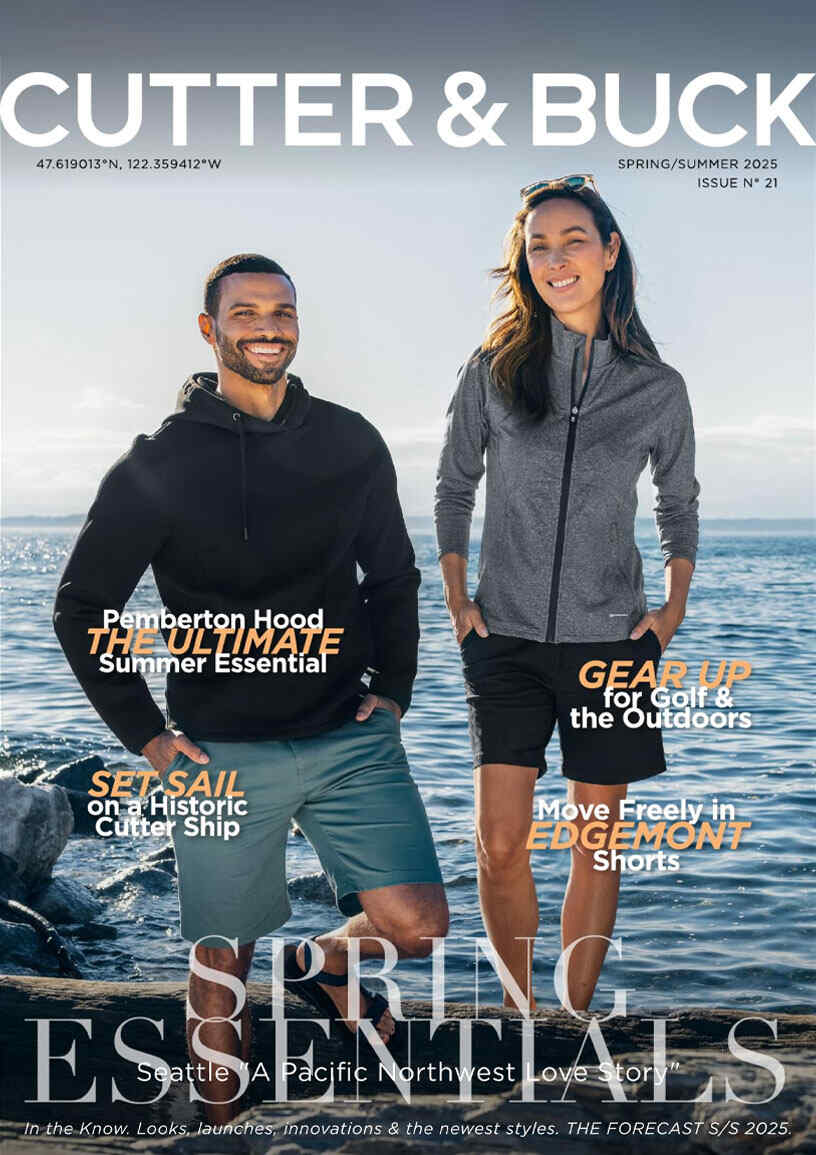 CUTTER & BUCK
47.619013°N, 122.359412°W
SPRING/SUMMER 2025
ISSUE N° 21
Pemberton Hood
THE ULTIMATE
Summer Essential
GEAR UP
for Golf &
the Outdoors
SET SAIL
on a Historic
Cutter Ship
Move Freely in
EDGEMONT
Shorts
SPRING
ESSENTIALS
Seattle "A Pacific Northwest Love Story"
In the Know. Looks, launches, innovations & the newest styles. THE FORECAST S/S 2025.